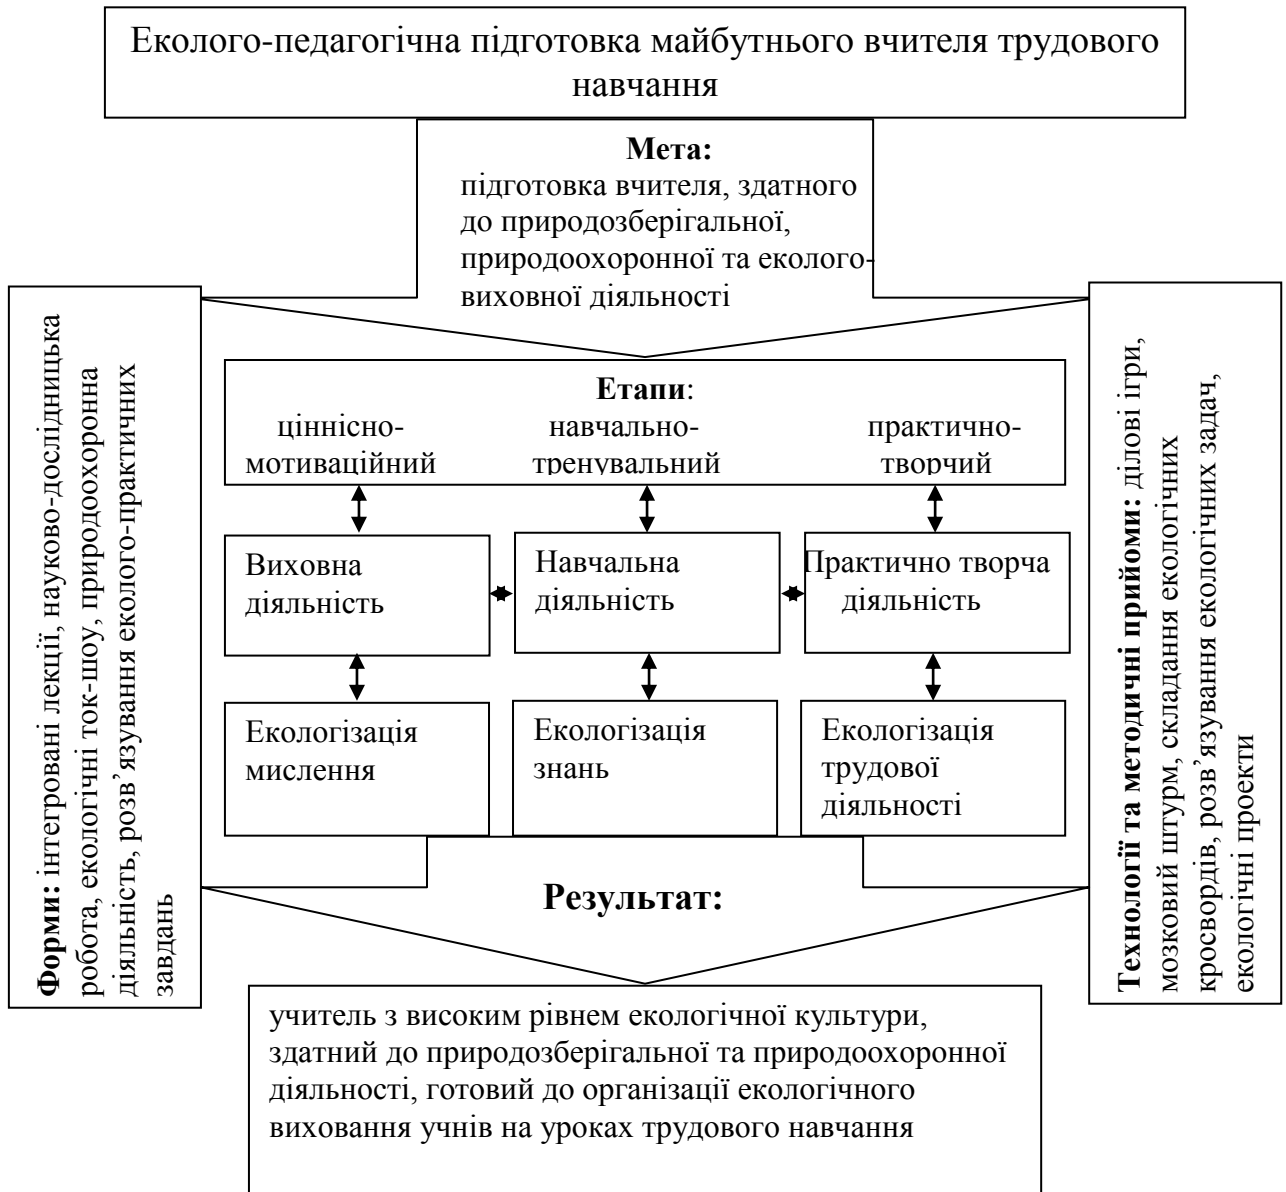 Еколого-педагогічна підготовка майбутнього вчителя трудового
навчання
Мета:
підготовка вчителя, здатного
до природозберігальної,
природоохоронної та еколого-
виховної діяльності
Форми: інтегровані лекції, науково-дослідницька
робота, екологічні ток-шоу, природоохоронна
діяльність, розв’язування еколого-практичних
завдань
Етапи:
ціннісно-
мотиваційний
навчально-
тренувальний
практично-
творчий
Виховна
діяльність
Навчальна
діяльність
Практично творча
діяльність
Екологізація
мислення
Екологізація
знань
Екологізація
трудової
діяльності
Технології та методичні прийоми: ділові ігри,
мозковий штурм, складання екологічних
кросвордів, розв’язування екологічних задач,
екологічні проекти
Результат:
учитель з високим рівнем екологічної культури,
здатний до природозберігальної та природоохоронної
діяльності, готовий до організації екологічного
виховання учнів на уроках трудового навчання